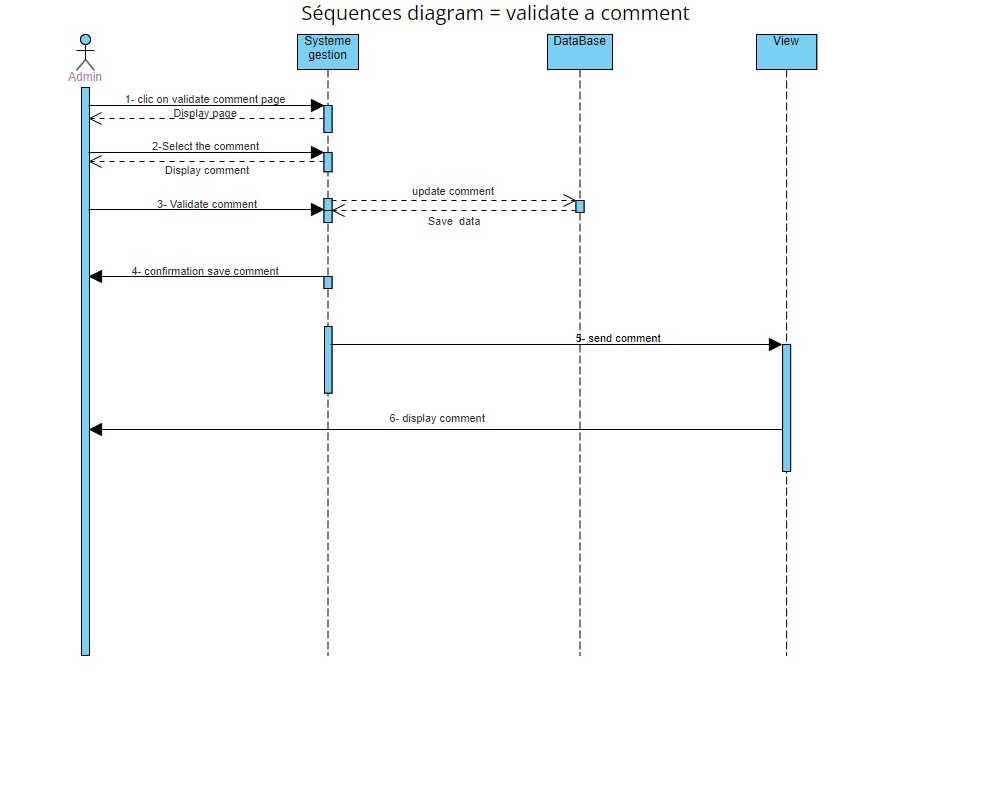 Séquences diagram = validate a comment
Systeme
gestion
DataBase
View
Admin
1- clic on validate comment page
Display page
2-Select the comment
Display comment
update comment
3- Validate comment
Save data
4- confirmation save comment
5- send comment
6- display comment